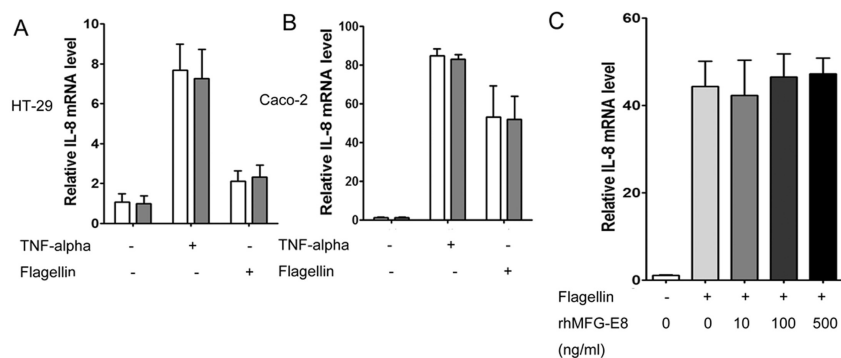 A
HT-29
Relative IL-8 mRNA level
10
8
6
4
2
0
TNF-alpha - + -
Flagellin - - +
B
Caco-2
Relative IL-8 mRNA level
100
80
60
40
20
0
TNF-alpha - + -
Flagellin - - +
C
Relative IL-8 mRNA level
60
40
20
0
Flagellin - + + + +
rhMFG-E8 0 0 10 100 500
(ng/ml)